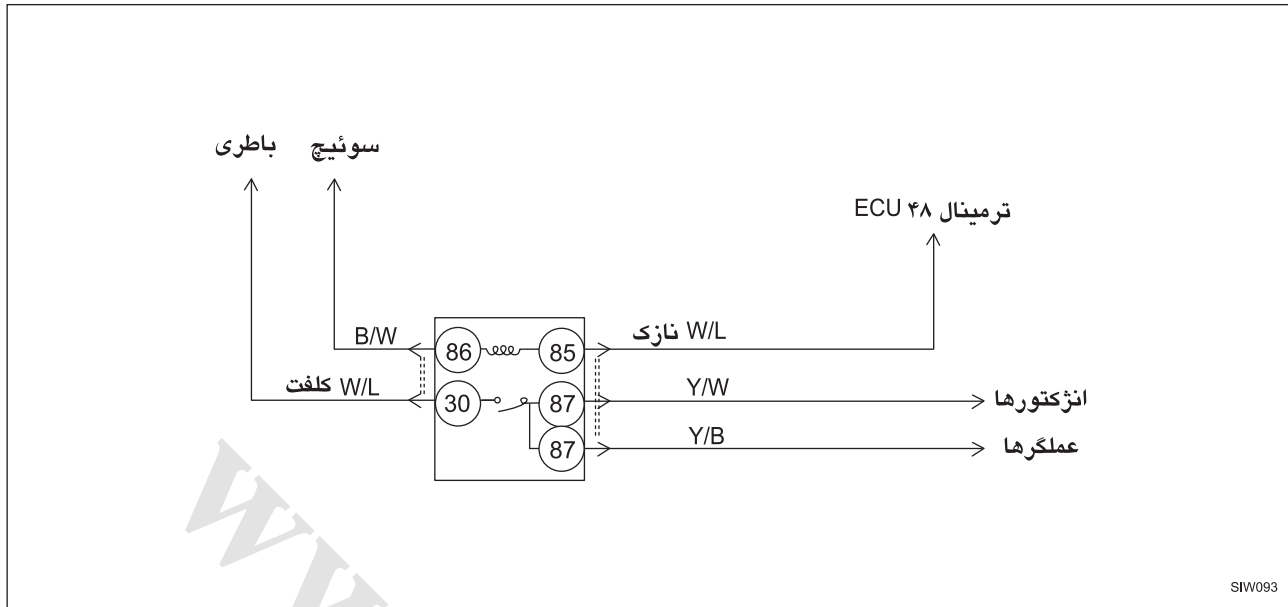 باطری
سوئیچ
ترمینال ۴۸ ECU
B/W
86
85
نازک W/L
کلفت W/L
30
87
Y/W
انژکتورها
87
Y/B
عملگرها
SIW093